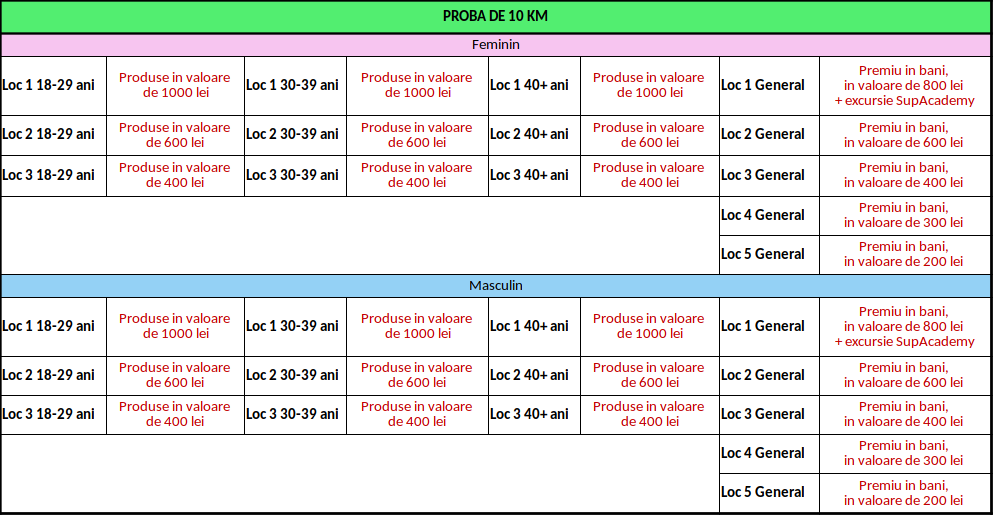 PROBA DE 10 KM
Feminin
Loc 1 18-29 ani
Produse in valoare
de 1000 lei
Loc 1 30-39 ani
Produse in valoare
de 1000 lei
Loc 1 40+ ani
Produse in valoare
de 1000 lei
Loc 1 General
Premiu in bani,
in valoare de 800 lei
+ excursie SupAcademy
Loc 2 18-29 ani
Produse in valoare
de 600 lei
Loc 2 30-39 ani
Produse in valoare
de 600 lei
Loc 2 40+ ani
Produse in valoare
de 600 lei
Loc 2 General
Premiu in bani,
in valoare de 600 lei
Loc 3 18-29 ani
Produse in valoare
de 400 lei
Loc 3 30-39 ani
Produse in valoare
de 400 lei
Loc 3 40+ ani
Produse in valoare
de 400 lei
Loc 3 General
Premiu in bani,
in valoare de 400 lei
Loc 4 General
Premiu in bani,
in valoare de 300 lei
Loc 5 General
Premiu in bani,
in valoare de 200 lei
Masculin
Loc 1 18-29 ani
Produse in valoare
de 1000 lei
Loc 1 30-39 ani
Produse in valoare
de 1000 lei
Loc 1 40+ ani
Produse in valoare
de 1000 lei
Loc 1 General
Premiu in bani,
in valoare de 800 lei
+ excursie SupAcademy
Loc 2 18-29 ani
Produse in valoare
de 600 lei
Loc 2 30-39 ani
Produse in valoare
de 600 lei
Loc 2 40+ ani
Produse in valoare
de 600 lei
Loc 2 General
Premiu in bani,
in valoare de 600 lei
Loc 3 18-29 ani
Produse in valoare
de 400 lei
Loc 3 30-39 ani
Produse in valoare
de 400 lei
Loc 3 40+ ani
Produse in valoare
de 400 lei
Loc 3 General
Premiu in bani,
in valoare de 400 lei
Loc 4 General
Premiu in bani,
in valoare de 300 lei
Loc 5 General
Premiu in bani,
in valoare de 200 lei